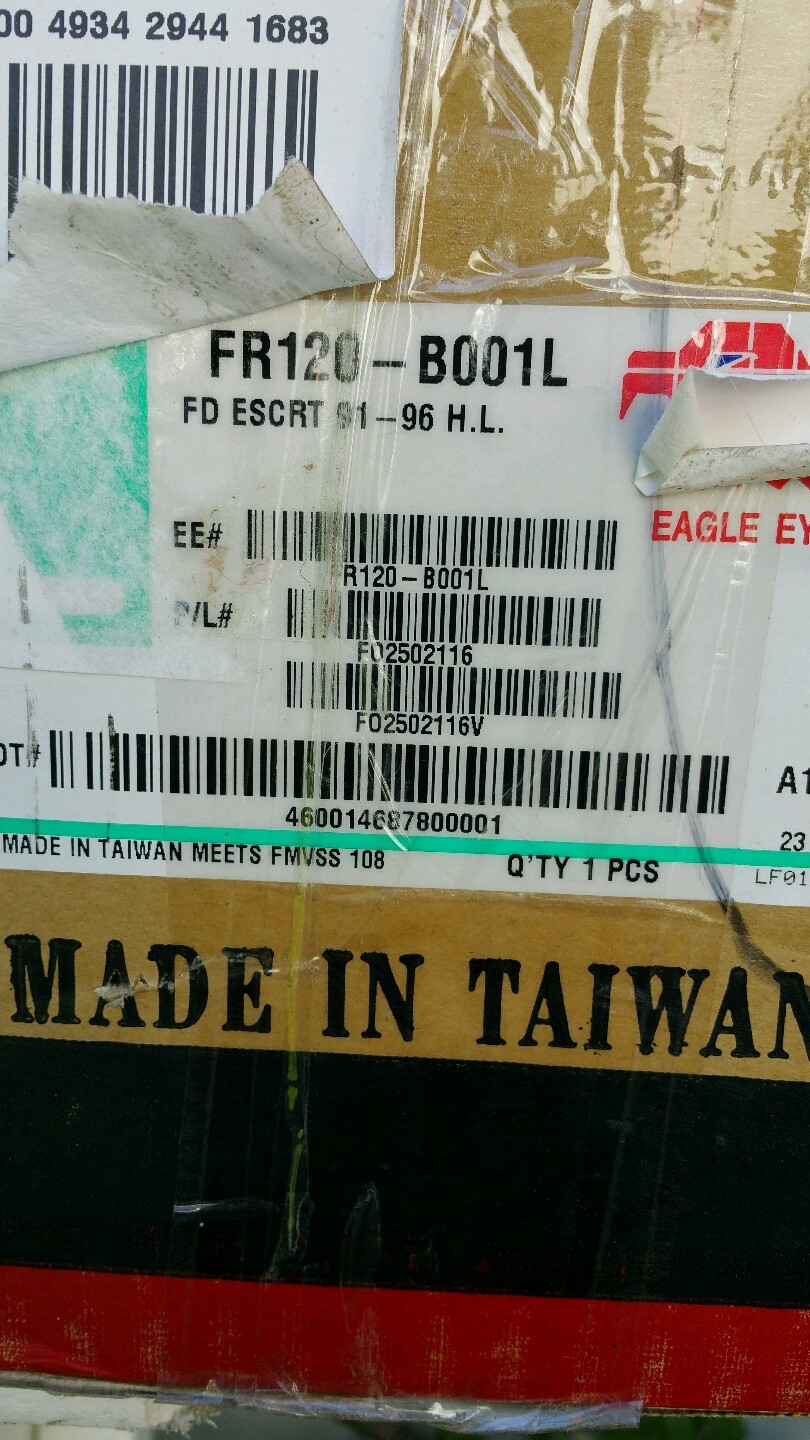 00 4934 2944 1683
FR120-B001L
FD ESCRT 91-96 H.L.
EAGLE EY
EE#
R120-B001L
P/L#
FO2502116
FO2502116V
OT#
A1
460014687800001
23
MADE IN TAIWAN MEETS FMVSS 108
Q'TY 1 PCS
LF01
MADE IN TAIWAN